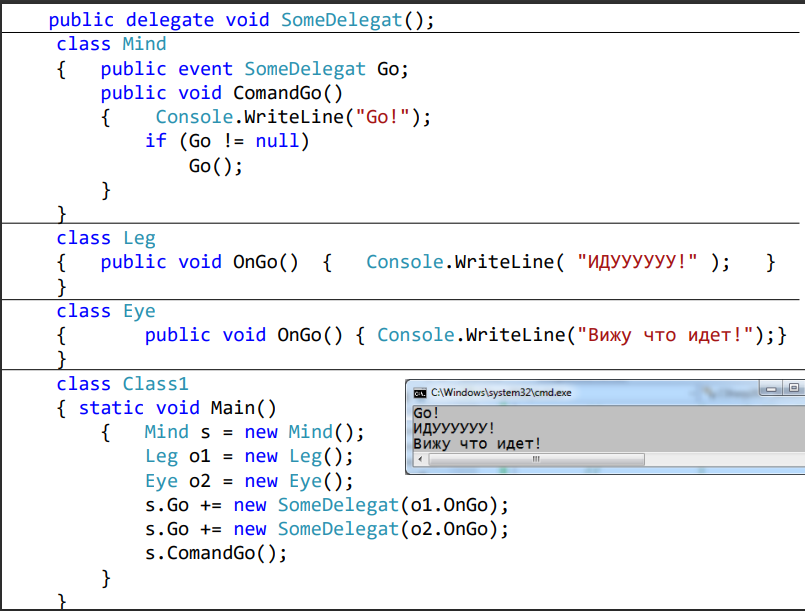 public delegate void SomeDelegat();
class Mind
{ public event SomeDelegat Go;
public void ComandGo()
{ Console.WriteLine("Go!");
if (Go != null)
Go();
}
}
class Leg
{ public void OnGo() { Console.WriteLine( "ИДУУУУУУ!" ); }
}
class Eye
{ public void OnGo() { Console.WriteLine("Вижу что идет!");}
}
class Class1
{ static void Main()
{ Mind s = new Mind();
Leg o1 = new Leg();
Eye o2 = new Eye();
s.Go += new SomeDelegat(o1.OnGo);
s.Go += new SomeDelegat(o2.OnGo);
s.ComandGo();
}
}
C:\Windows\system32\cmd.exe
Go!
ИДУУУУУУ!
Вижу что идет!